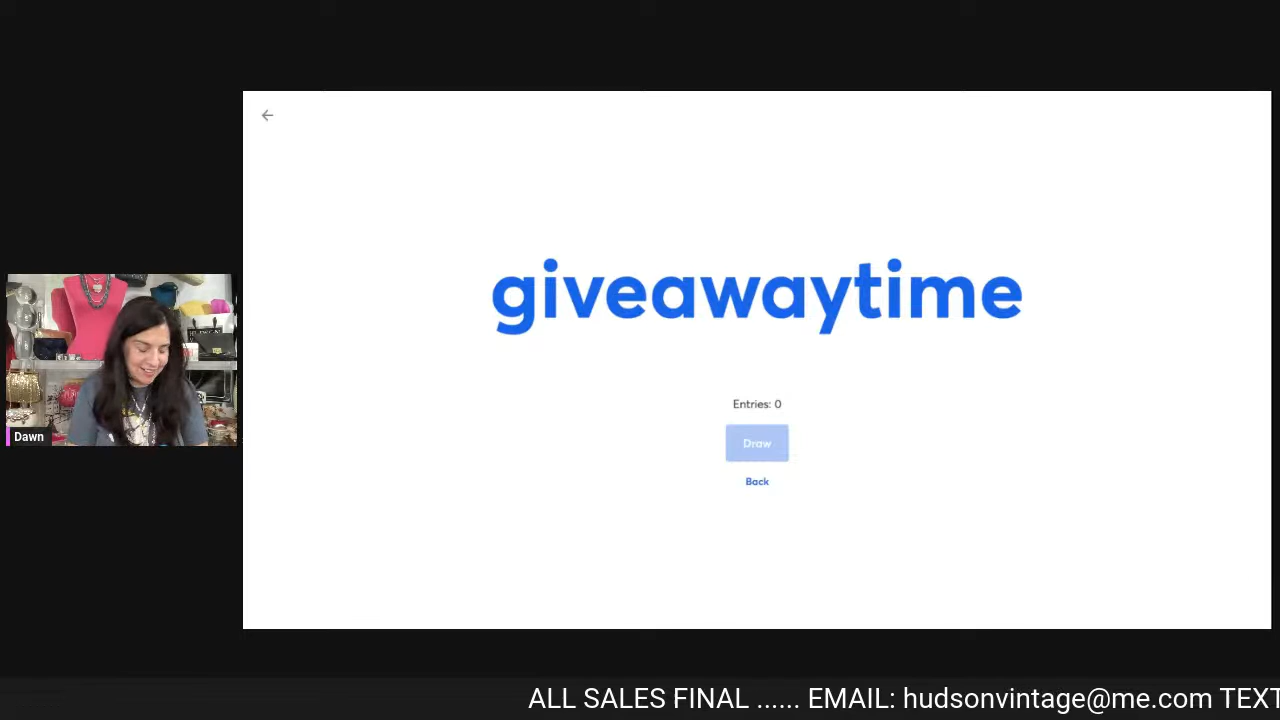 giveawaytime
Entries: 0
Draw
Back
Dawn
ALL SALES FINAL ...... EMAIL: hudsonvintage@me.com TEXT